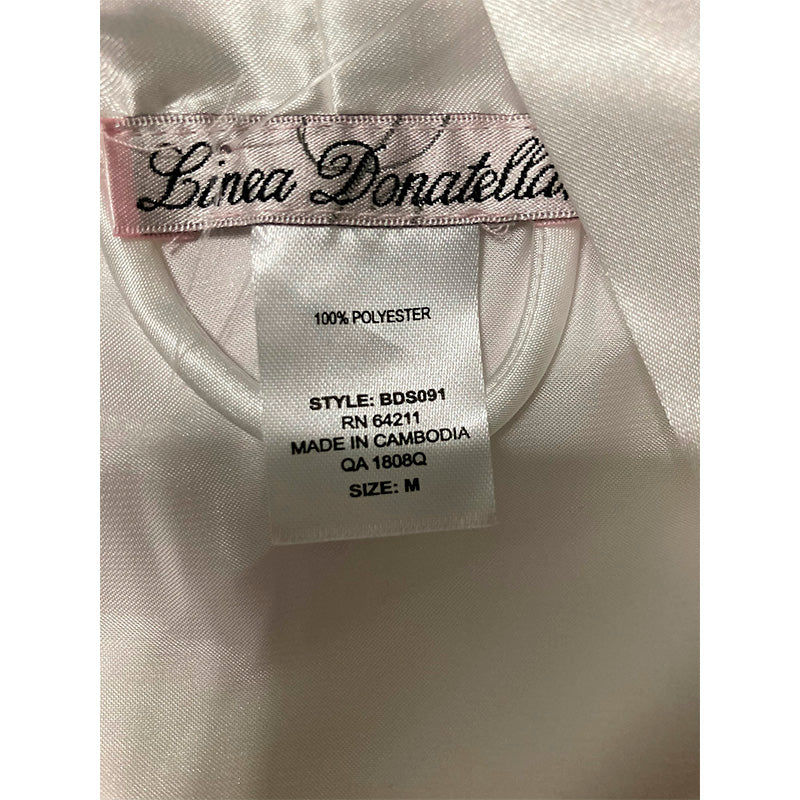 Linea Donatella
100% POLYESTER
STYLE: BDS091
RN 64211
MADE IN CAMBODIA
QA 1808Q
SIZE: M